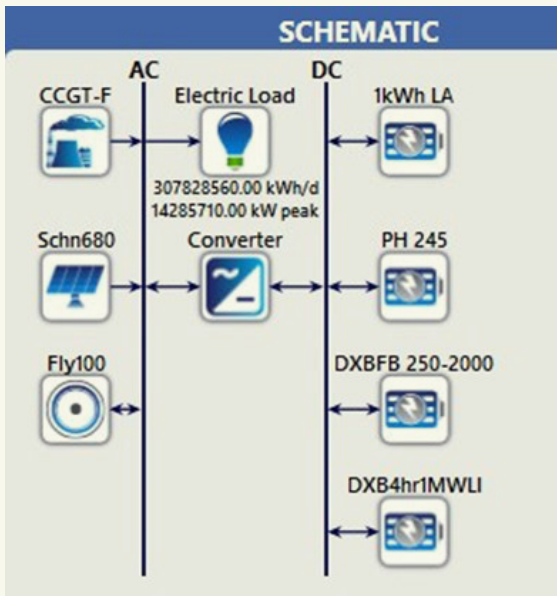 SCHEMATIC
AC DC
CCGT-F Electric Load 1kWh LA
307828560.00 kWh/d
14285710.00 kW peak
Schn680 Converter PH 245
Fly100 DXBFB 250-2000
DXB4hr1MWLI